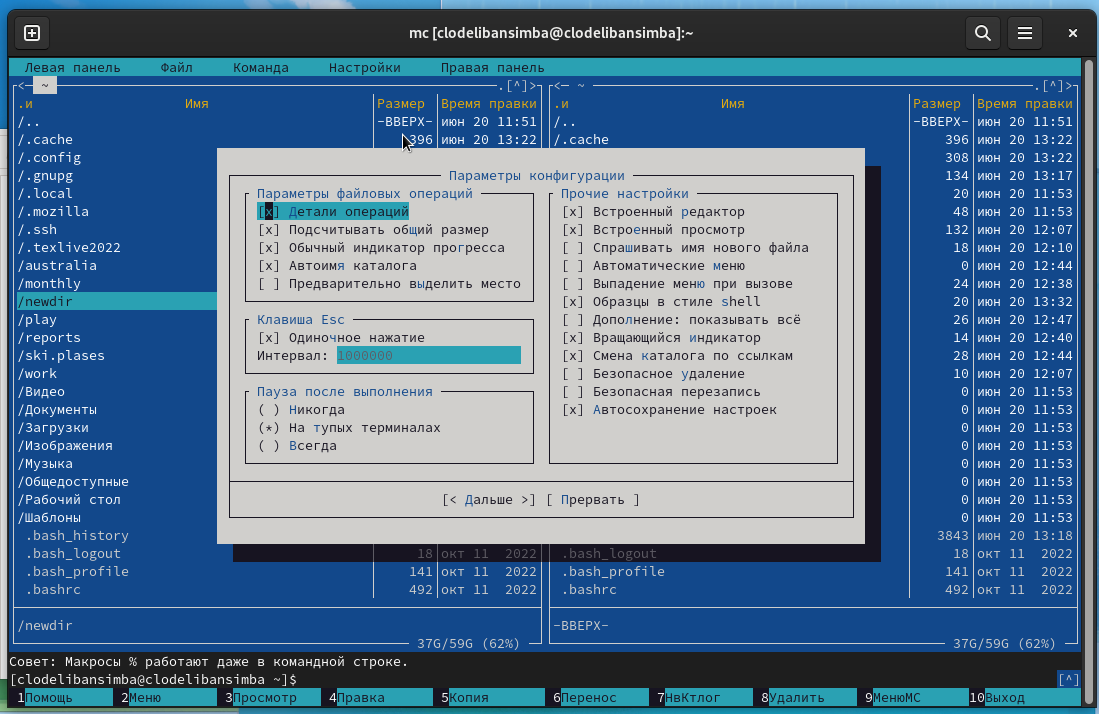 mc [clodelibansimba@clodelibansimba]:~
Левая панель Файл Команда Настройки Правая панель
<─ ~ .[^]> <─ ~ .[^]>
.и Имя Размер Время правки .и Имя Размер Время правки
/.. -ВВЕРХ- июн 20 11:51 /.. -ВВЕРХ- июн 20 11:51
/.cache 396 июн 20 13:22 /.cache 396 июн 20 13:22
/.config 308 июн 20 13:22
/.gnupg Параметры конфигурации 134 июн 20 13:17
/.local Параметры файловых операций Прочие настройки 20 июн 20 11:53
/.mozilla [x] Детали операций [x] Встроенный редактор 48 июн 20 11:53
/.ssh [x] Подсчитывать общий размер [x] Встроенный просмотр 132 июн 20 12:07
/.texlive2022 [x] Обычный индикатор прогресса [ ] Спрашивать имя нового файла 18 июн 20 12:10
/australia [x] Автоимя каталога [ ] Автоматические меню 0 июн 20 12:44
/monthly [ ] Предварительно выделить место [ ] Выпадение меню при вызове 24 июн 20 12:38
/newdir [x] Образцы в стиле shell 20 июн 20 13:32
/play Клавиша Esc [ ] Дополнение: показывать всё 26 июн 20 12:47
/reports [x] Одиночное нажатие [x] Вращающийся индикатор 14 июн 20 12:40
/ski.plases Интервал: 1000000 [x] Смена каталога по ссылкам 28 июн 20 12:44
/work [ ] Безопасное удаление 10 июн 20 12:07
/Видео Пауза после выполнения [ ] Безопасная перезапись 0 июн 20 11:53
/Документы ( ) Никогда [x] Автосохранение настроек 0 июн 20 11:53
/Загрузки (*) На тупых терминалах 0 июн 20 11:53
/Изображения ( ) Всегда 0 июн 20 11:53
/Музыка 0 июн 20 11:53
/Общедоступные 0 июн 20 11:53
/Рабочий стол [< Дальше >] [ Прервать ] 0 июн 20 11:53
/Шаблоны 0 июн 20 11:53
.bash_history 3843 июн 20 13:18
.bash_logout 18 окт 11 2022 .bash_logout 18 окт 11 2022
.bash_profile 141 окт 11 2022 .bash_profile 141 окт 11 2022
.bashrc 492 окт 11 2022 .bashrc 492 окт 11 2022
/newdir -ВВЕРХ-
37G/59G (62%) 37G/59G (62%)
Совет: Макросы % работают даже в командной строке.
[clodelibansimba@clodelibansimba ~]$ [^]
1Помощь 2Меню 3Просмотр 4Правка 5Копия 6Перенос 7НвКтлог 8Удалить 9МенюМС 10Выход